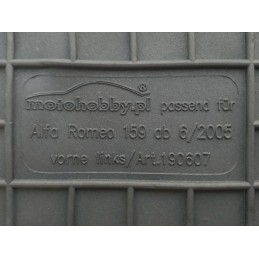 motohobby.pl® passend für
Alfa Romeo 159 ab 6/2005
vorne links/Art.190607